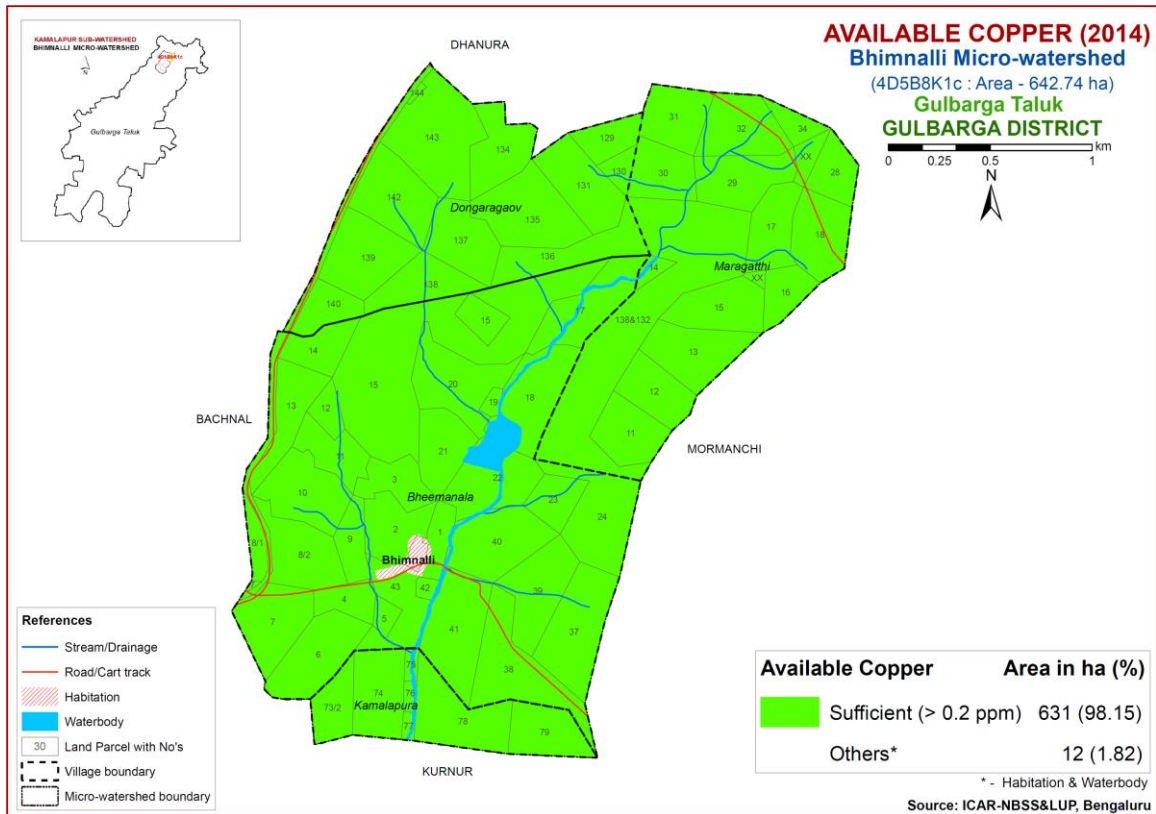 KAMALAPUR SUB-WATERSHED
BHIMNALLI MICRO-WATERSHED
N
4D5B8K1c
Gulbarga Taluk
AVAILABLE COPPER (2014)
Bhimnalli Micro-watershed
(4D5B8K1c : Area - 642.74 ha)
Gulbarga Taluk
GULBARGA DISTRICT
km
0 0.25 0.5 1
N
DHANURA
144
143
134
129
31
32
34
XX
28
130
30
131
29
142
Dongaragaov
135
17
18
137
136
139
14
Maragatthi
XX
138
16
140
17
15
15
138&132
14
13
15
20
12
19
18
13
12
11
BACHNAL
MORMANCHI
11
21
3
22
10
Bheemanala
23
24
2
1
8/1
8/2
9
40
Bhimnalli
43
42
39
4
7
5
41
37
6
75
38
74
76
73/2
Kamalapura
77
78
79
KURNUR
References
Stream/Drainage
Road/Cart track
Habitation
Waterbody
30 Land Parcel with No's
Village boundary
Micro-watershed boundary
Available Copper Area in ha (%)
Sufficient (> 0.2 ppm) 631 (98.15)
Others* 12 (1.82)
* - Habitation & Waterbody
Source: ICAR-NBSS&LUP, Bengaluru